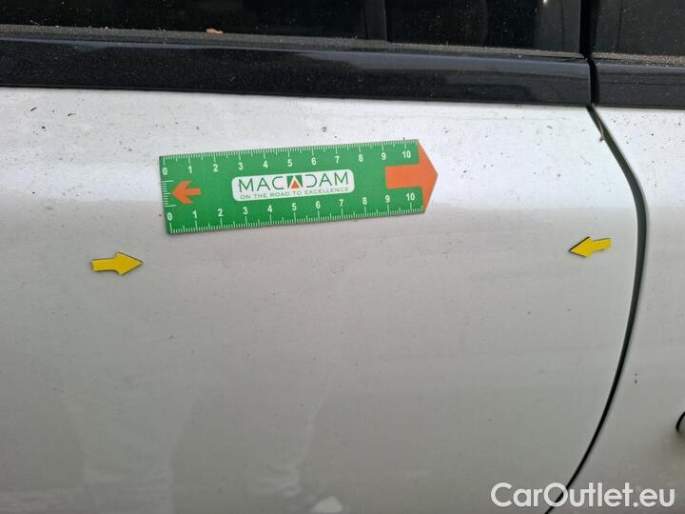 0 1 2 3 4 5 6 7 8 9 10
MACADAM
ON THE ROAD TO EXCELLENCE
0 1 2 3 4 5 6 7 8 9 10
CarOutlet.eu